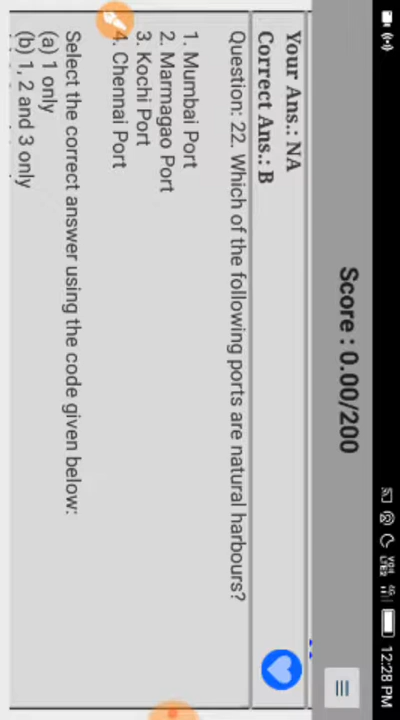 12:28 PM
Score : 0.00/200
Your Ans.: NA
Correct Ans.: B
Question: 22. Which of the following ports are natural harbours?
1. Mumbai Port
2. Marmagao Port
3. Kochi Port
4. Chennai Port
Select the correct answer using the code given below:
(a) 1 only
(b) 1, 2 and 3 only